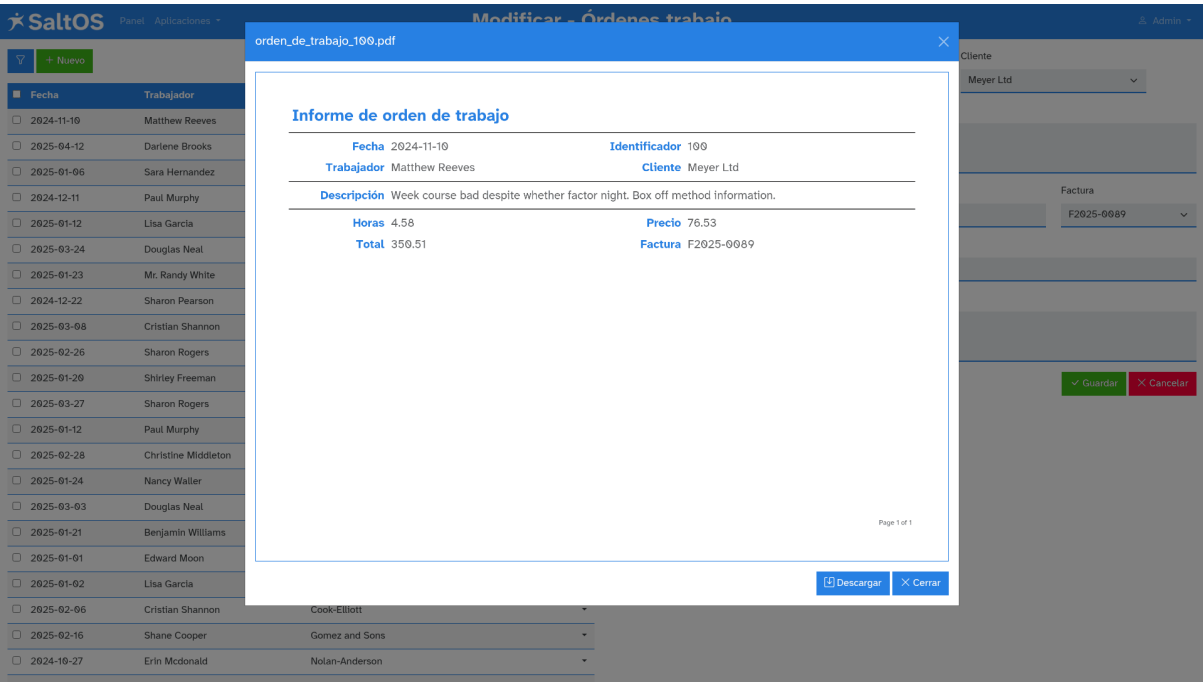 SaltOS Panel Aplicaciones Modificar - Órdenes trabajo Admin
orden_de_trabajo_100.pdf
Nuevo
Cliente
Meyer Ltd
Fecha Trabajador
2024-11-10 Matthew Reeves
2025-04-12 Darlene Brooks
2025-01-06 Sara Hernandez
2024-12-11 Paul Murphy
2025-01-12 Lisa Garcia
2025-03-24 Douglas Neal
2025-01-23 Mr. Randy White
2024-12-22 Sharon Pearson
2025-03-08 Cristian Shannon
2025-02-26 Sharon Rogers
2025-01-20 Shirley Freeman
2025-03-27 Sharon Rogers
2025-01-12 Paul Murphy
2025-02-28 Christine Middleton
2025-01-24 Nancy Waller
2025-03-03 Douglas Neal
2025-01-21 Benjamin Williams
2025-01-01 Edward Moon
2025-01-02 Lisa Garcia
2025-02-06 Cristian Shannon Cook-Elliott
2025-02-16 Shane Cooper Gomez and Sons
2024-10-27 Erin Mcdonald Nolan-Anderson
Informe de orden de trabajo
Fecha 2024-11-10 Identificador 100
Trabajador Matthew Reeves Cliente Meyer Ltd
Descripción Week course bad despite whether factor night. Box off method information.
Horas 4.58 Precio 76.53
Total 350.51 Factura F2025-0089
Page 1 of 1
Descargar Cerrar
Factura
F2025-0089
Guardar Cancelar